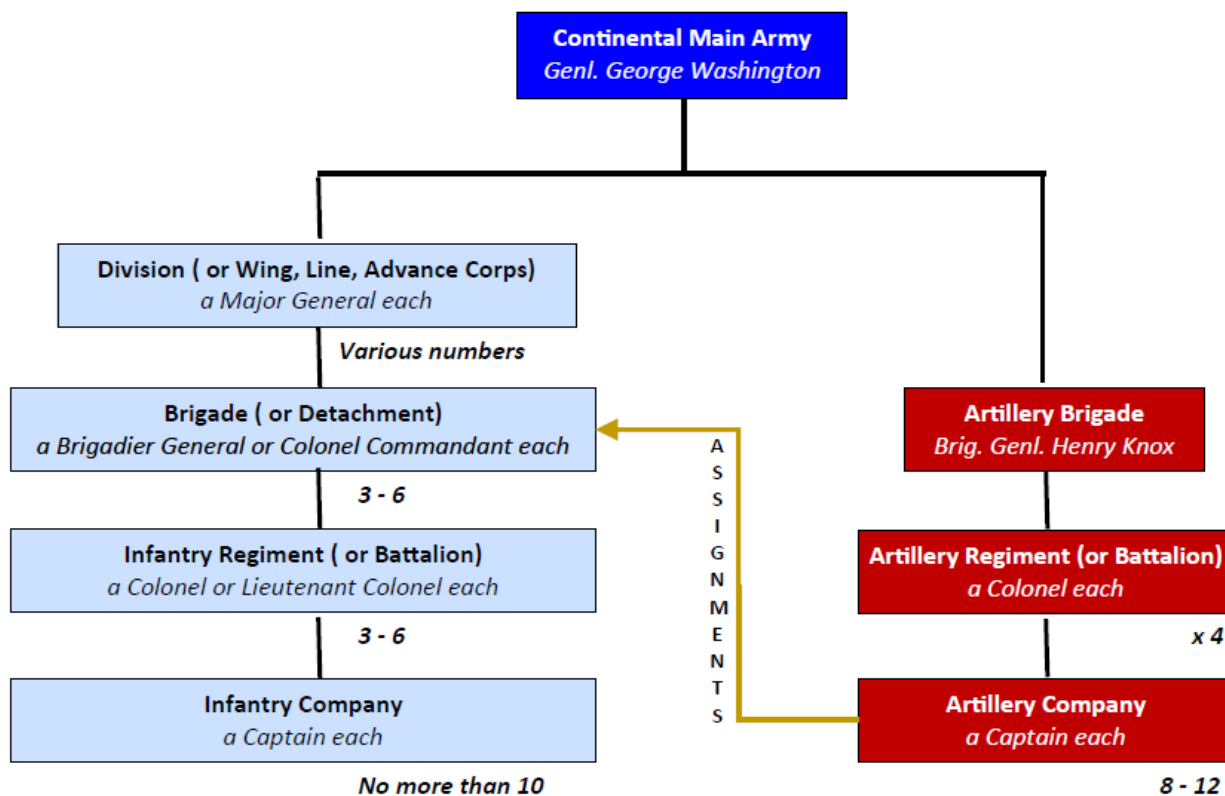 Continental Main Army
Genl. George Washington
Division ( or Wing, Line, Advance Corps)
a Major General each
Various numbers
Brigade ( or Detachment)
a Brigadier General or Colonel Commandant each
3 - 6
Infantry Regiment ( or Battalion)
a Colonel or Lieutenant Colonel each
3 - 6
Infantry Company
a Captain each
No more than 10
ASSIGNMENTS
Artillery Brigade
Brig. Genl. Henry Knox
Artillery Regiment (or Battalion)
a Colonel each
x 4
Artillery Company
a Captain each
8 - 12